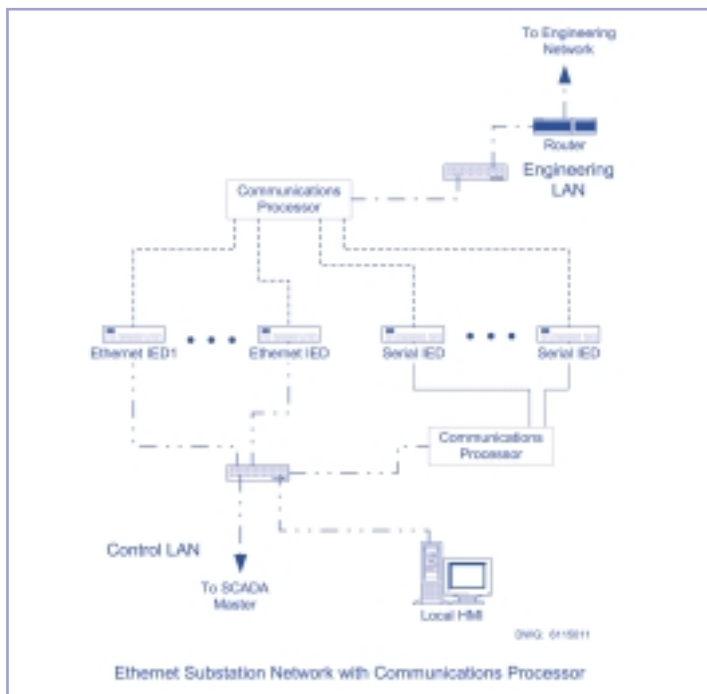 To Engineering
Network
Router
Engineering
LAN
Communications
Processor
Ethernet IED1
Ethernet IED
Serial IED
Serial IED
Communications
Processor
Control LAN
To SCADA
Master
Local HMI
DWG: 6115011
Ethernet Substation Network with Communications Processor